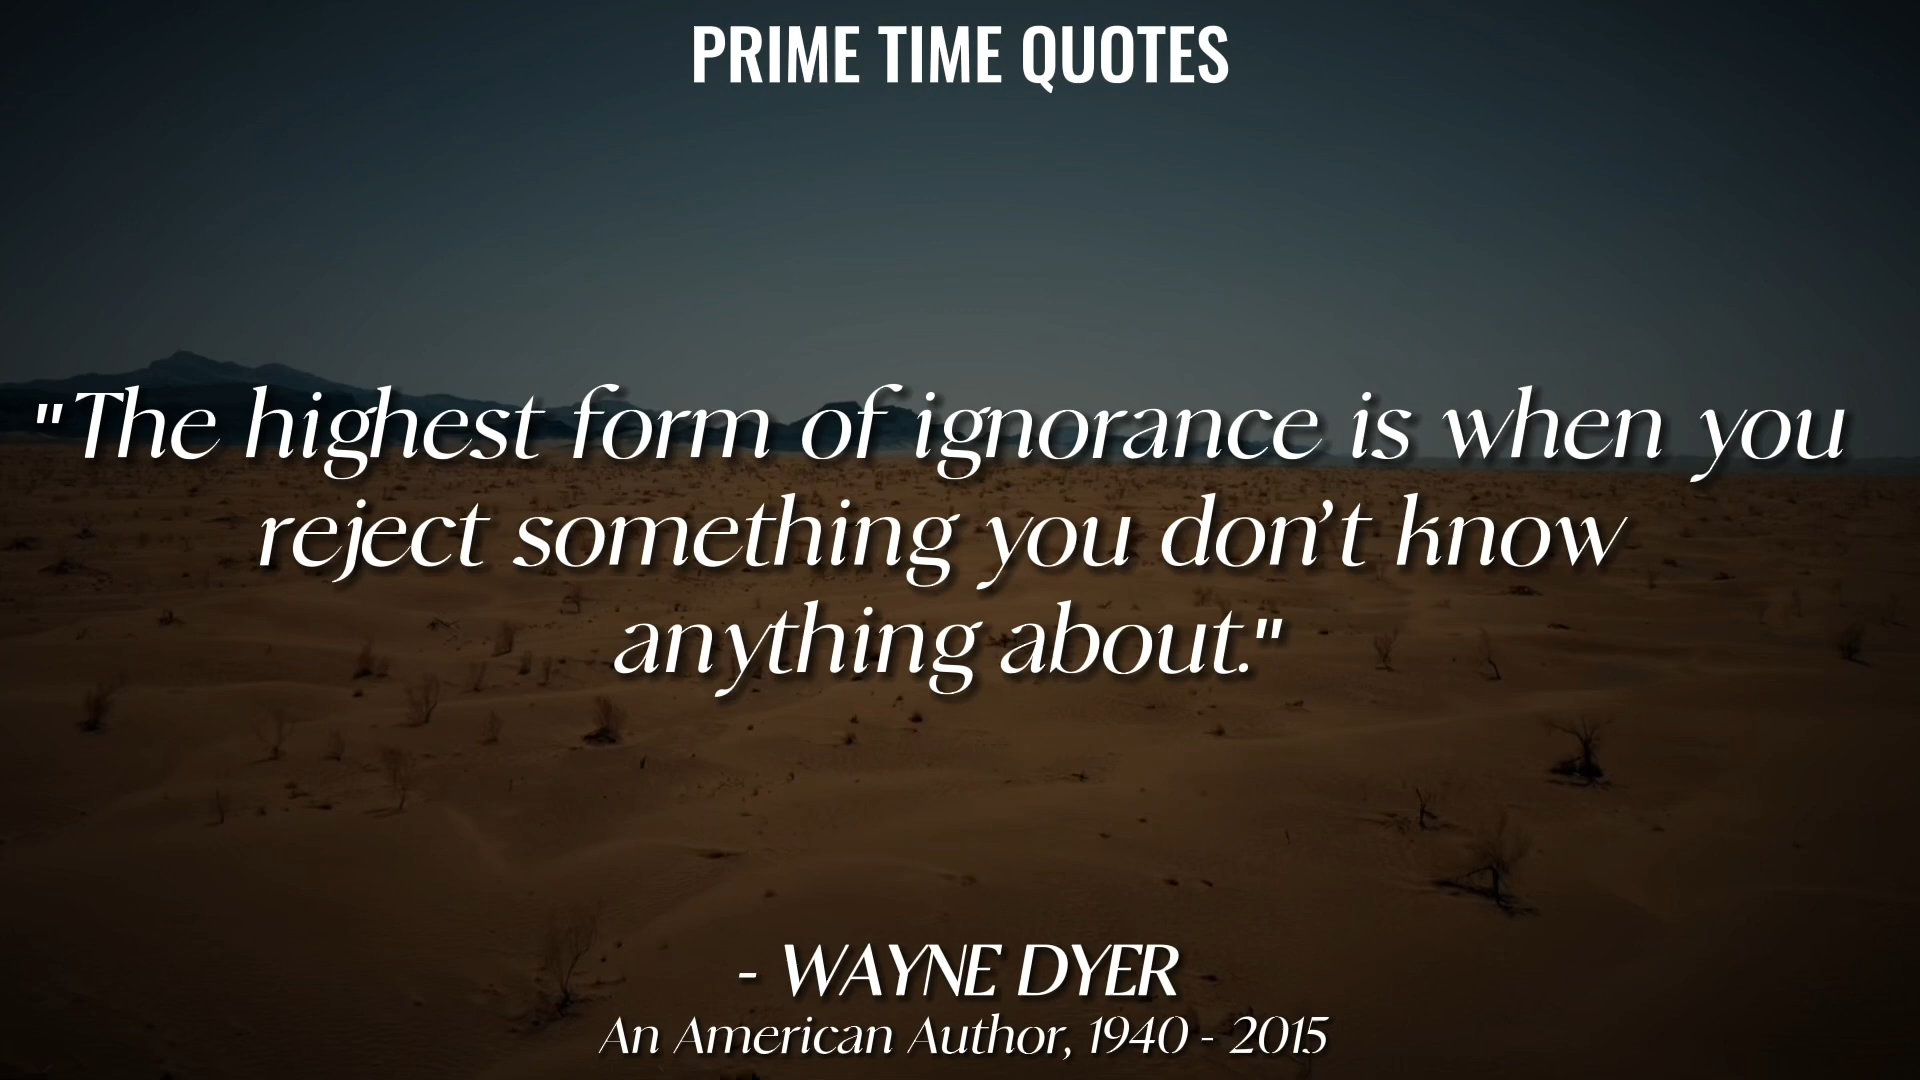 PRIME TIME QUOTES
"The highest form of ignorance is when you
reject something you don’t know
anything about."
- WAYNE DYER
An American Author, 1940 - 2015